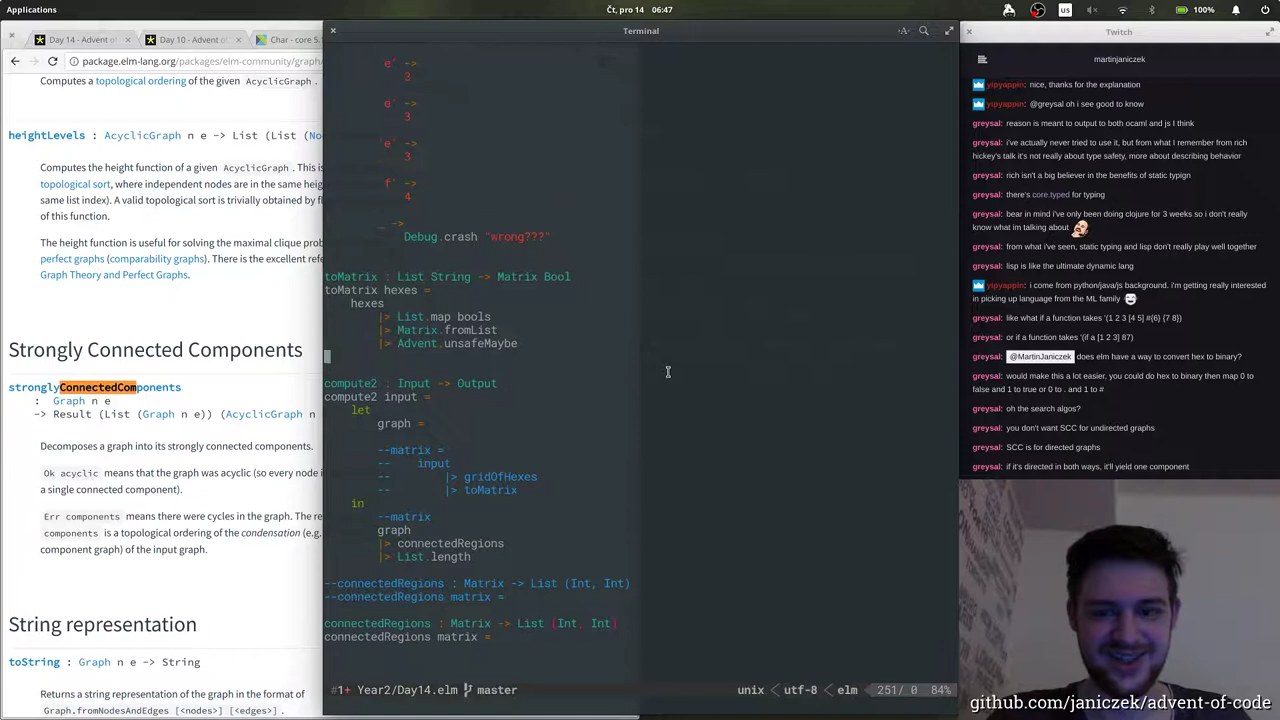 Applications
Čt, pro 14 06:47
us
100%
Day 14 - Advent of
Day 10 - Advent of
Char - core 5.1
package.elm-lang.org/packages/elm-community/graph/
Computes a topological ordering of the given AcyclicGraph .
heightLevels : AcyclicGraph n e -> List (List (No
Computes the height function of a given AcyclicGraph . This is
topological sort, where independent nodes are in the same heig
same list index). A valid topological sort is trivially obtained by fl
of this function.
The height function is useful for solving the maximal clique prob
perfect graphs (comparability graphs). There is the excellent refe
Graph Theory and Perfect Graphs.
Strongly Connected Components
stronglyConnectedComponents
: Graph n e
-> Result (List (Graph n e)) (AcyclicGraph n
Decomposes a graph into its strongly connected components.
Ok acyclic means that the graph was acyclic (so every node i
a single connected component).
Err components means there were cycles in the graph. The re
components is a topological ordering of the condensation (e.g.
component graph) of the input graph.
String representation
toString : Graph n e -> String
Returns a string representation of the graph in the format of
Graph.fromNodesAndEdges [<nodes>] [<edges>] .
Terminal
e' ->
3
e' ->
3
'e' ->
3
f' ->
4
_ ->
Debug.crash "wrong???"
toMatrix : List String -> Matrix Bool
toMatrix hexes =
hexes
|> List.map bools
|> Matrix.fromList
|> Advent.unsafeMaybe
compute2 : Input -> Output
compute2 input =
let
graph =
--matrix =
-- input
-- |> gridOfHexes
-- |> toMatrix
in
--matrix
graph
|> connectedRegions
|> List.length
--connectedRegions : Matrix -> List (Int, Int)
--connectedRegions matrix =
connectedRegions : Matrix -> List (Int, Int)
connectedRegions matrix =
#1+ Year2/Day14.elm master
unix < utf-8 < elm 251/ 0 84%
Twitch
martinjaniczek
yipyappin: nice, thanks for the explanation
yipyappin: @greysal oh i see good to know
greysal: reason is meant to output to both ocaml and js I think
greysal: i've actually never tried to use it, but from what I remember from rich
hickey's talk it's not really about type safety, more about describing behavior
greysal: rich isn't a big believer in the benefits of static typign
greysal: there's core.typed for typing
greysal: bear in mind i've only been doing clojure for 3 weeks so i don't really
know what im talking about
greysal: from what i've seen, static typing and lisp don't really play well together
greysal: lisp is like the ultimate dynamic lang
yipyappin: i come from python/java/js background. i'm getting really interested
in picking up language from the ML family
greysal: like what if a function takes '(1 2 3 [4 5] #{6} {7 8})
greysal: or if a function takes '(if a [1 2 3] 87)
greysal: @MartinJaniczek does elm have a way to convert hex to binary?
greysal: would make this a lot easier, you could do hex to binary then map 0 to
false and 1 to true or 0 to . and 1 to #
greysal: oh the search algos?
greysal: you don't want SCC for undirected graphs
greysal: SCC is for directed graphs
greysal: if it's directed in both ways, it'll yield one component
github.com/janiczek/advent-of-code